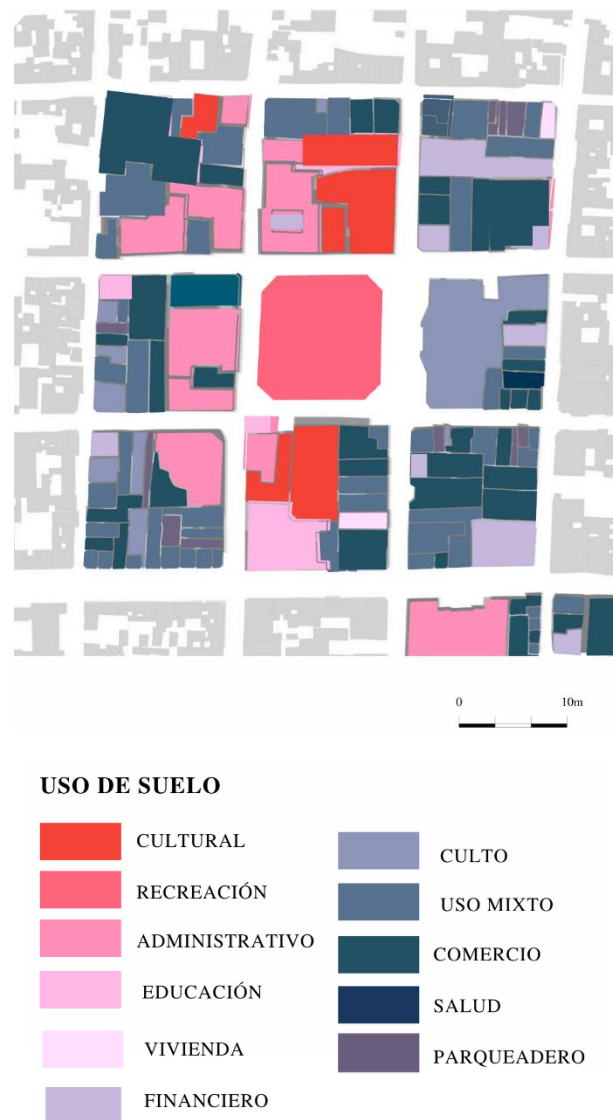 0 10m
USO DE SUELO
CULTURAL
RECREACIÓN
ADMINISTRATIVO
EDUCACIÓN
VIVIENDA
FINANCIERO
CULTO
USO MIXTO
COMERCIO
SALUD
PARQUEADERO